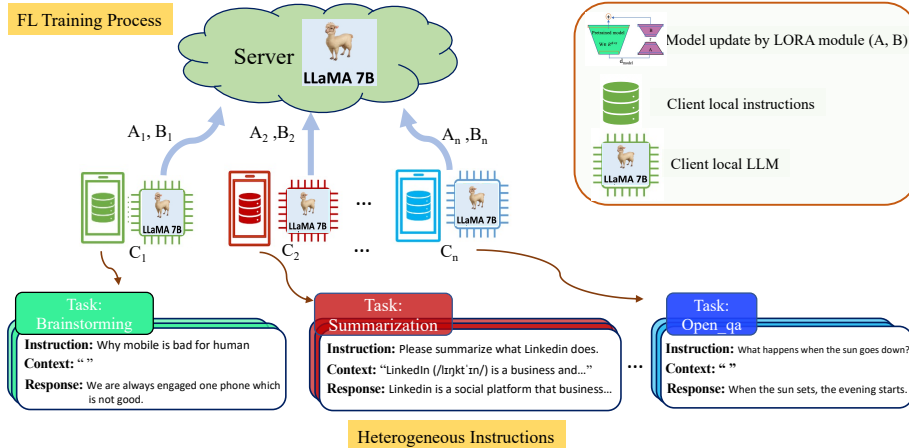 FL Training Process
Server
LLaMA 7B
A1, B1
A2 ,B2
An ,Bn
LLaMA 7B
LLaMA 7B
LLaMA 7B
...
...
C1
C2
Cn
Model update by LORA module (A, B)
Client local instructions
LLaMA 7B
Client local LLM
Task:
Brainstorming
Instruction: Why mobile is bad for human
Context: “ ”
Response: We are always engaged one phone which
is not good.
Task:
Summarization
Instruction: Please summarize what Linkedin does.
Context: “LinkedIn (/lɪŋktˈɪn/) is a business and…”
Response: Linkedin is a social platform that business…
...
Task:
Open_qa
Instruction: What happens when the sun goes down?
Context: “ ”
Response: When the sun sets, the evening starts.
Heterogeneous Instructions